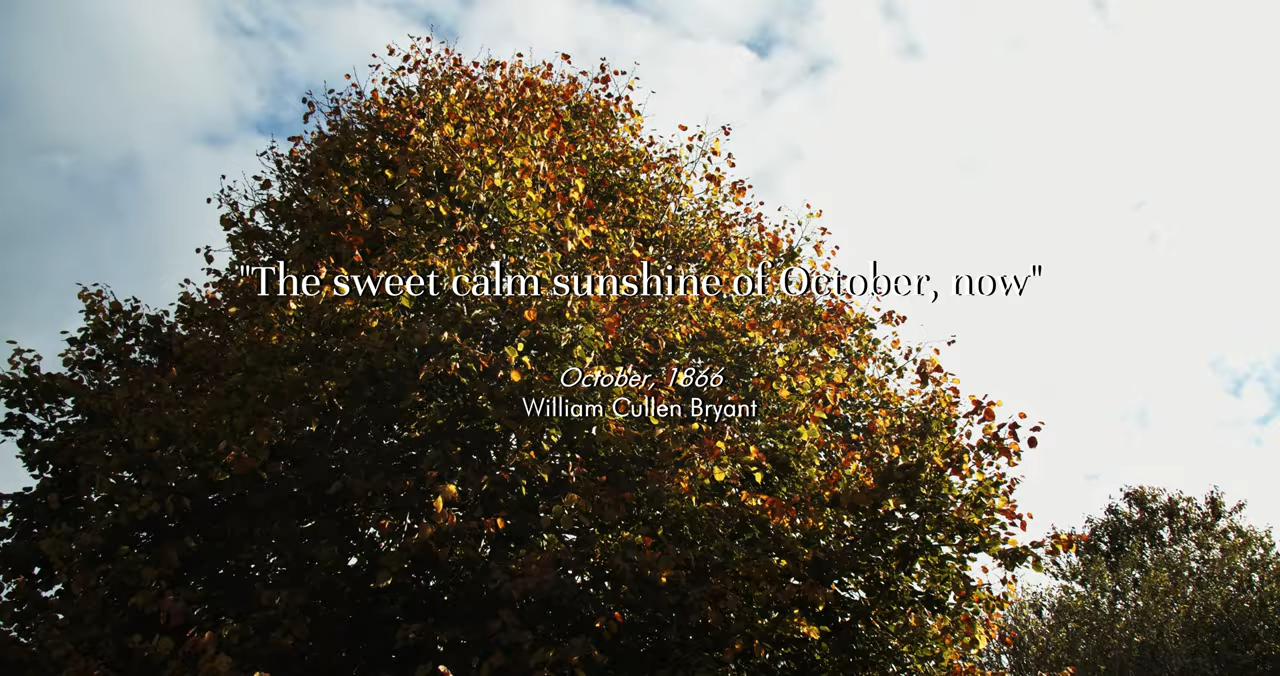 "The sweet calm sunshine of October, now"
October, 1866
William Cullen Bryant